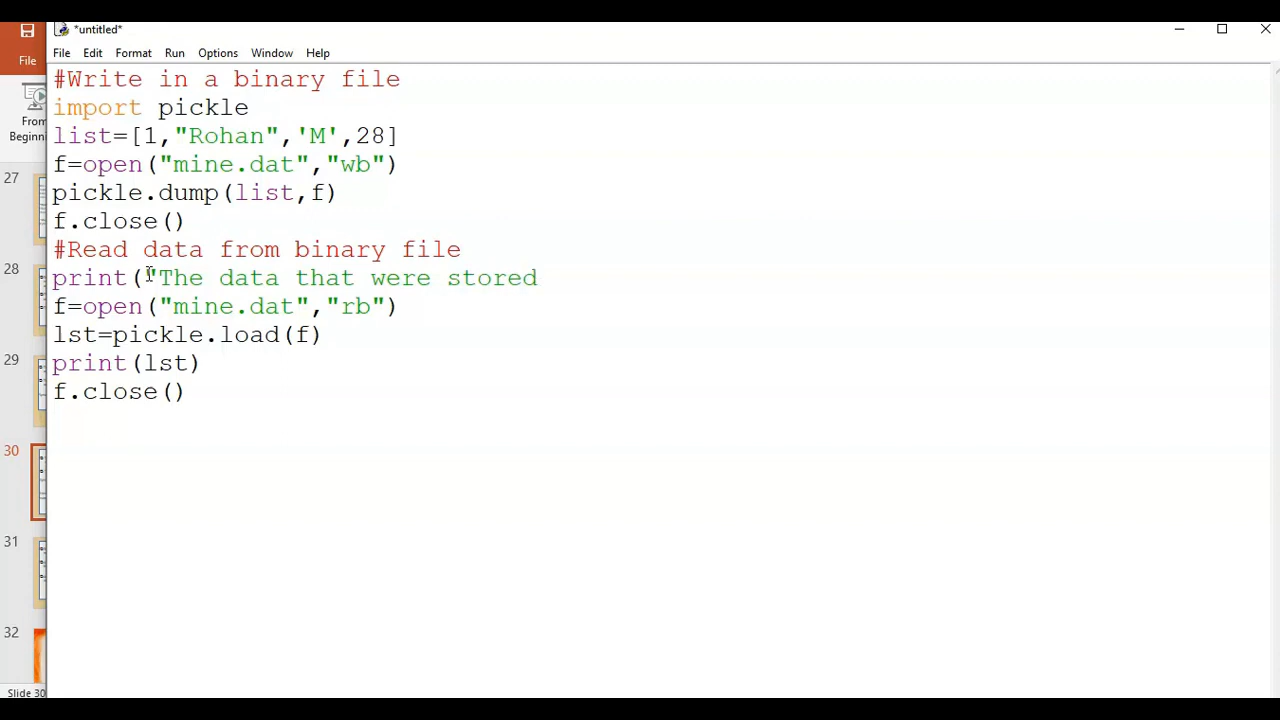 *untitled*
File Edit Format Run Options Window Help
File
From
Beginni
27
28
29
30
31
32
Slide 30
#Write in a binary file
import pickle
list=[1,"Rohan",'M',28]
f=open("mine.dat","wb")
pickle.dump(list,f)
f.close()
#Read data from binary file
print("The data that were stored
f=open("mine.dat","rb")
lst=pickle.load(f)
print(lst)
f.close()